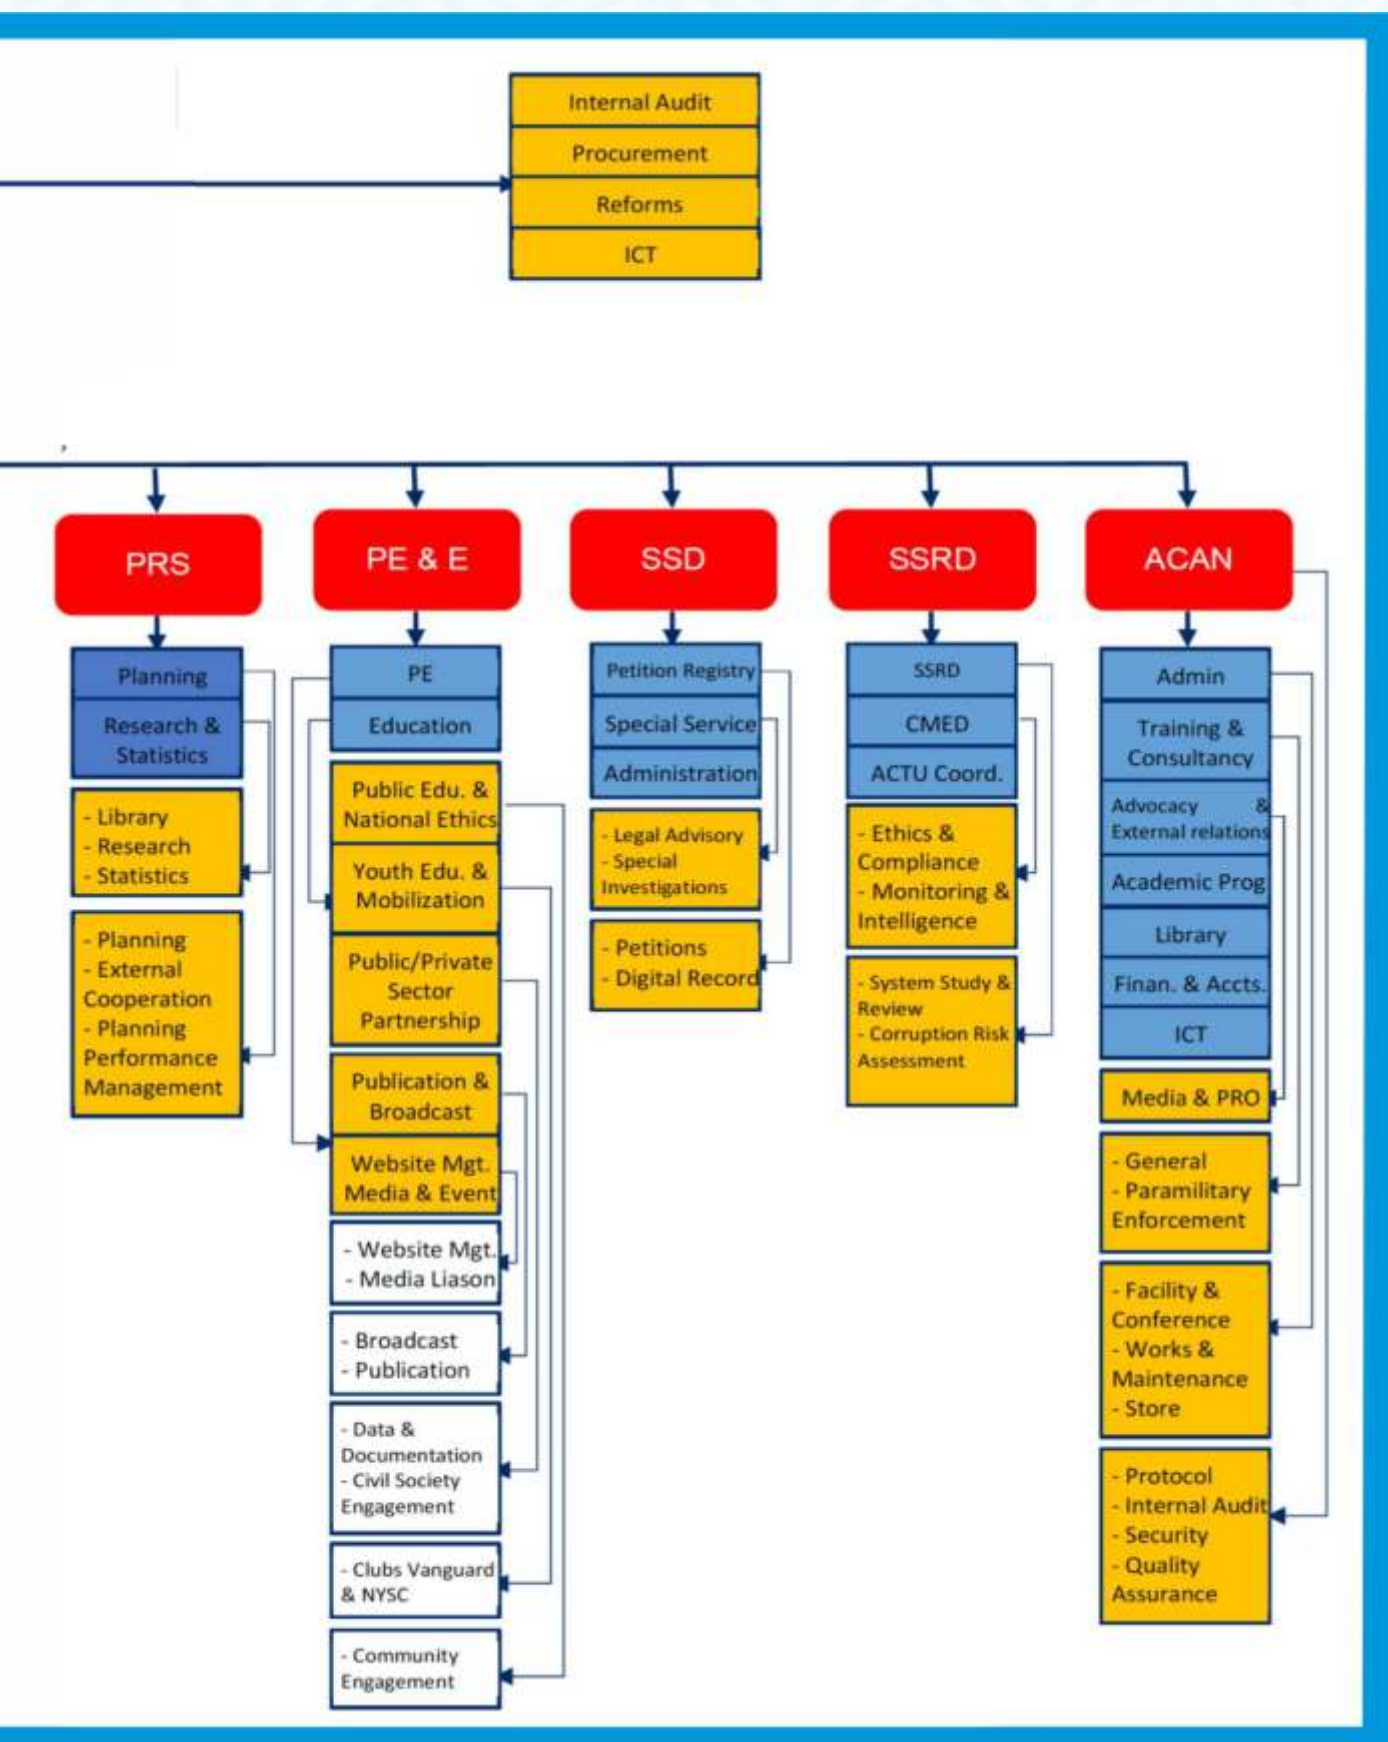 Internal Audit
Procurement
Reforms
ICT
,
PRS
PE & E
SSD
SSRD
ACAN
Planning
Research &
Statistics
- Library
- Research
- Statistics
- Planning
- External
Cooperation
- Planning
Performance
Management
PE
Education
Public Edu. &
National Ethics
Youth Edu. &
Mobilization
Public/Private
Sector
Partnership
Publication &
Broadcast
Website Mgt.
Media & Event
- Website Mgt.
- Media Liason
- Broadcast
- Publication
- Data &
Documentation
- Civil Society
Engagement
- Clubs Vanguard
& NYSC
- Community
Engagement
Petition Registry
Special Service
Administration
- Legal Advisory
- Special
Investigations
- Petitions
- Digital Record
SSRD
CMED
ACTU Coord.
- Ethics &
Compliance
- Monitoring &
Intelligence
- System Study &
Review
- Corruption Risk
Assessment
Admin
Training &
Consultancy
Advocacy &
External relations
Academic Prog
Library
Finan. & Accts.
ICT
Media & PRO
- General
- Paramilitary
Enforcement
- Facility &
Conference
- Works &
Maintenance
- Store
- Protocol
- Internal Audit
- Security
- Quality
Assurance